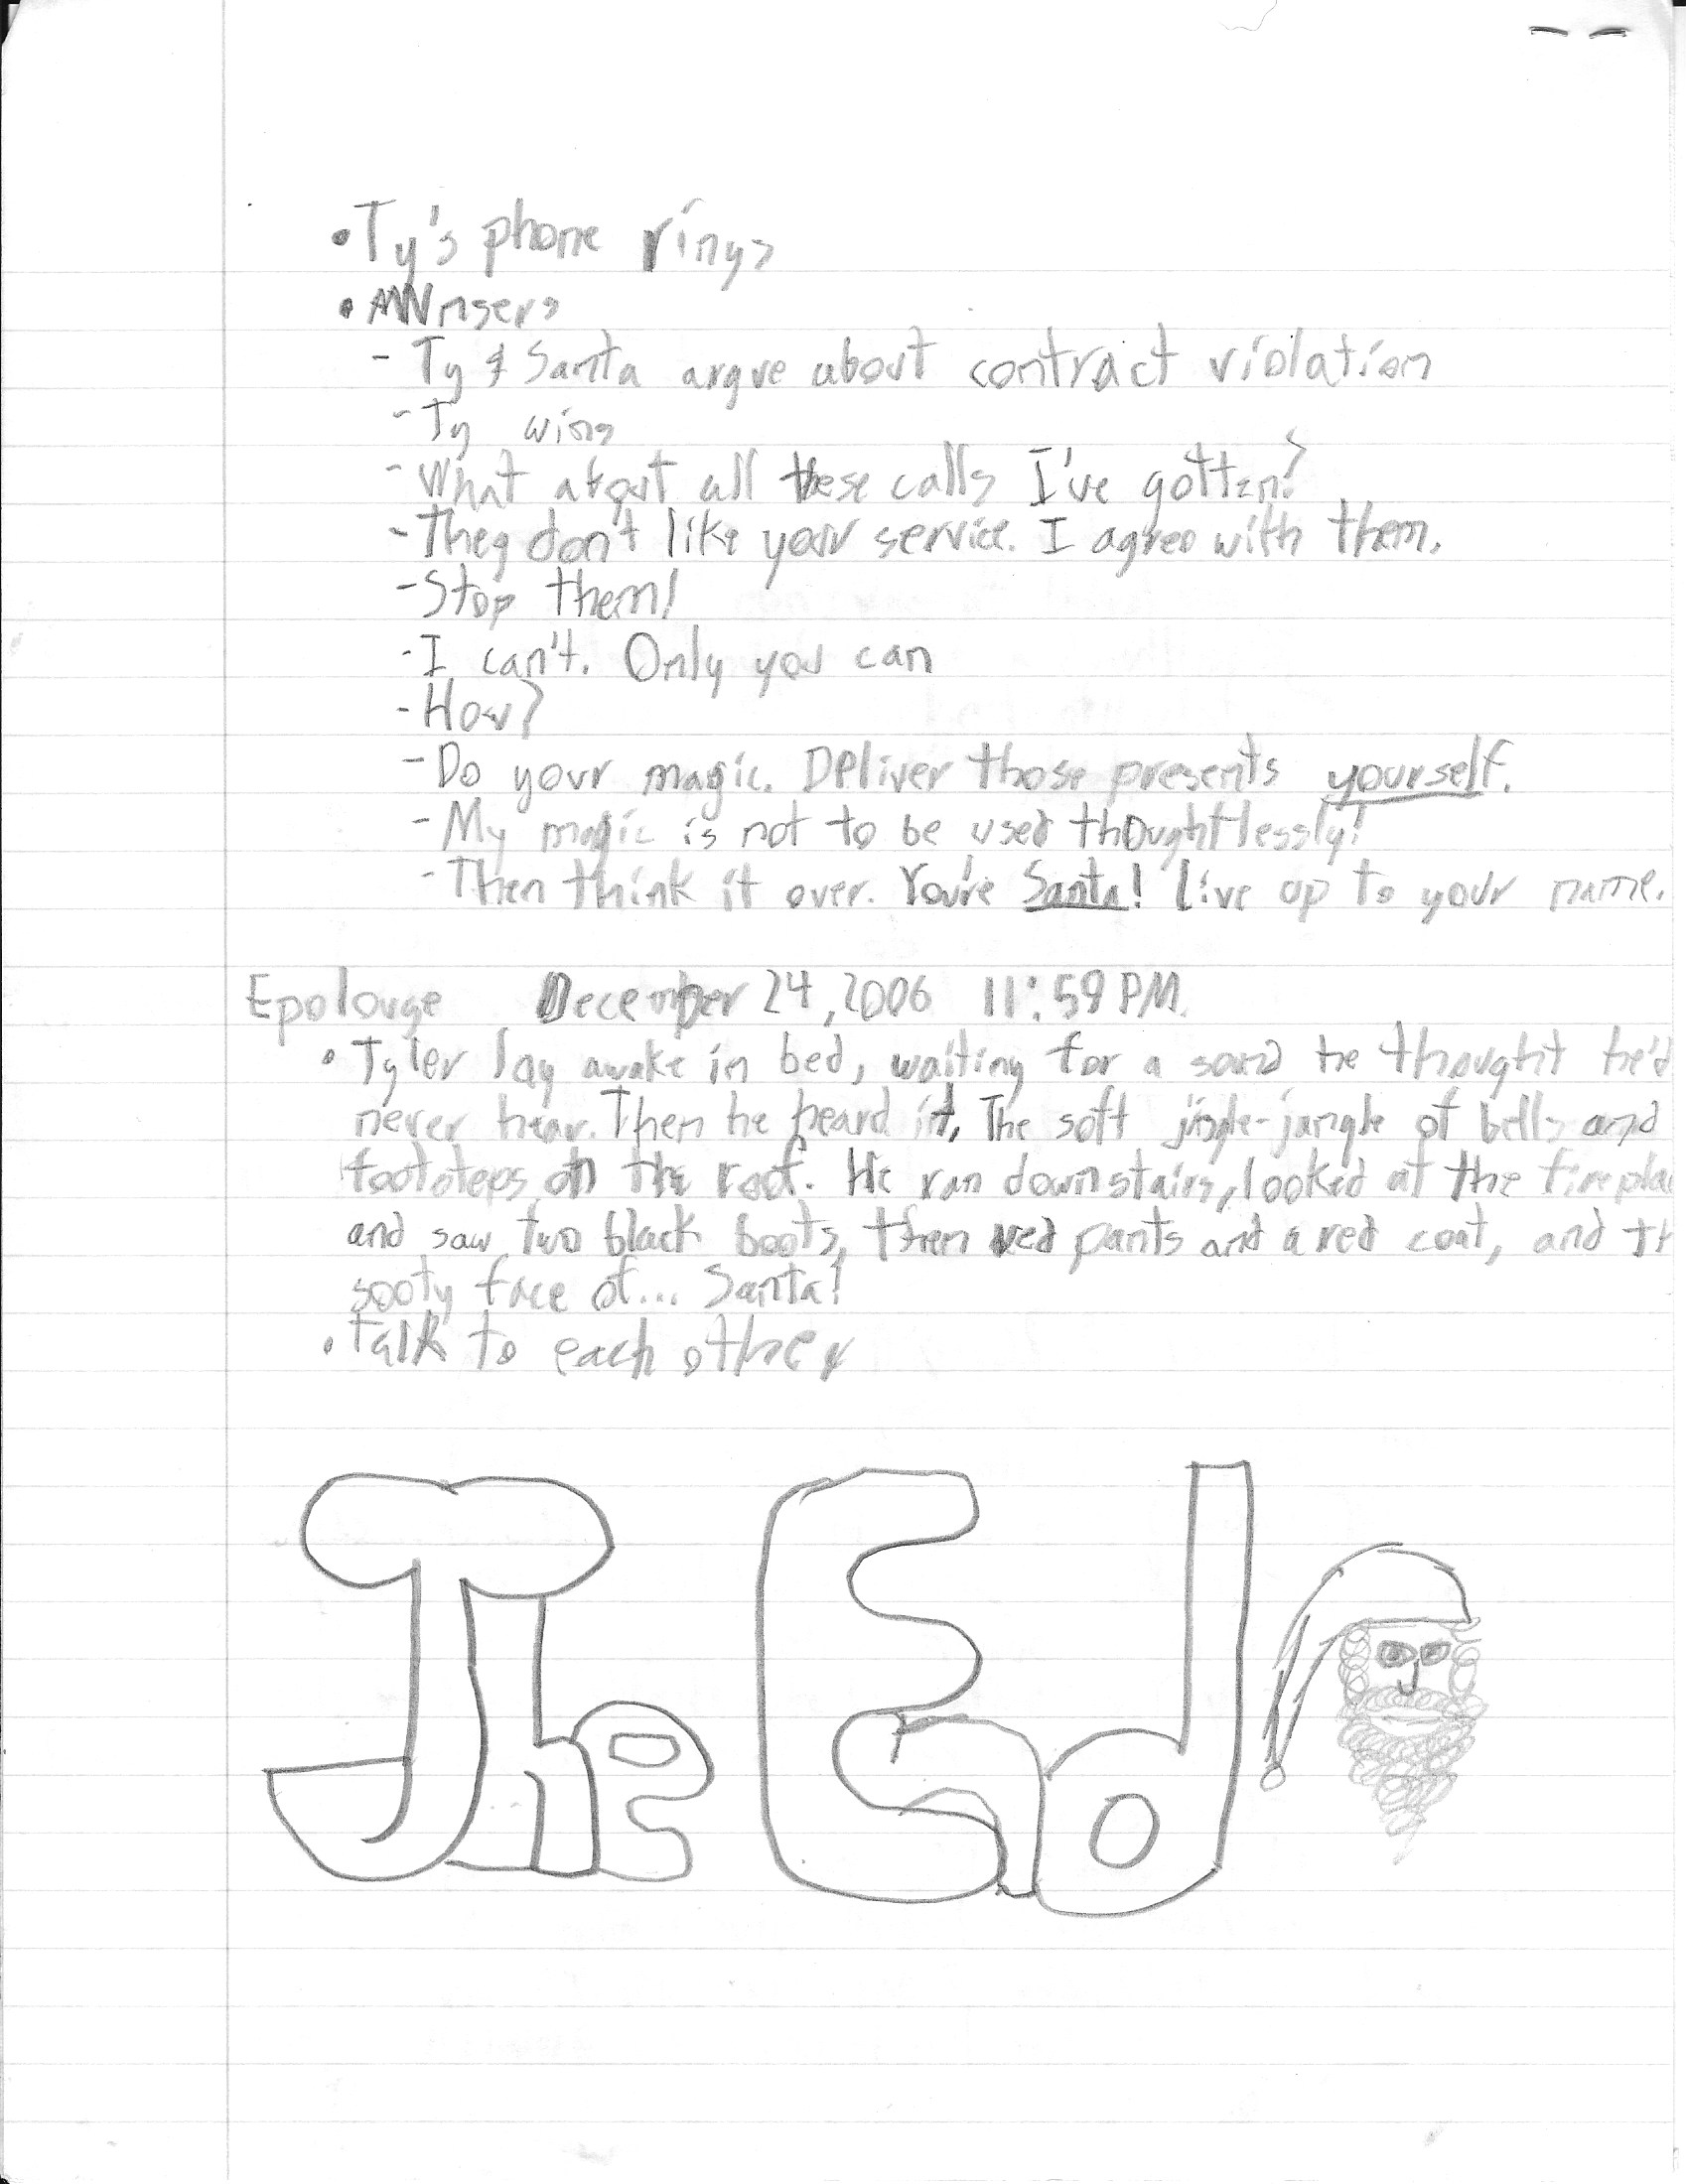 • Ty's phone rings
• AWnsers
- Ty & Santa argue about contract violation
- Ty wins
- What about all these calls I've gotten?
- They don't like your service. I agree with them.
- Stop them!
- I can't. Only you can
- How?
- Do your magic. Deliver those presents yourself.
- My magic is not to be used thoughtlessly!
- Then think it over. You're Santa! Live up to your name.
Epolouge December 24, 2006 11:59 PM.
• Tyler lay awake in bed, waiting for a sound he thought he'd
never hear. Then he heard it. The soft jingle-jangle of bells and
footsteps on the roof. He ran downstairs, looked at the firepla
and saw two black boots, then red pants and a red coat, and th
sooty face of... Santa!
• Talk to each other
The End